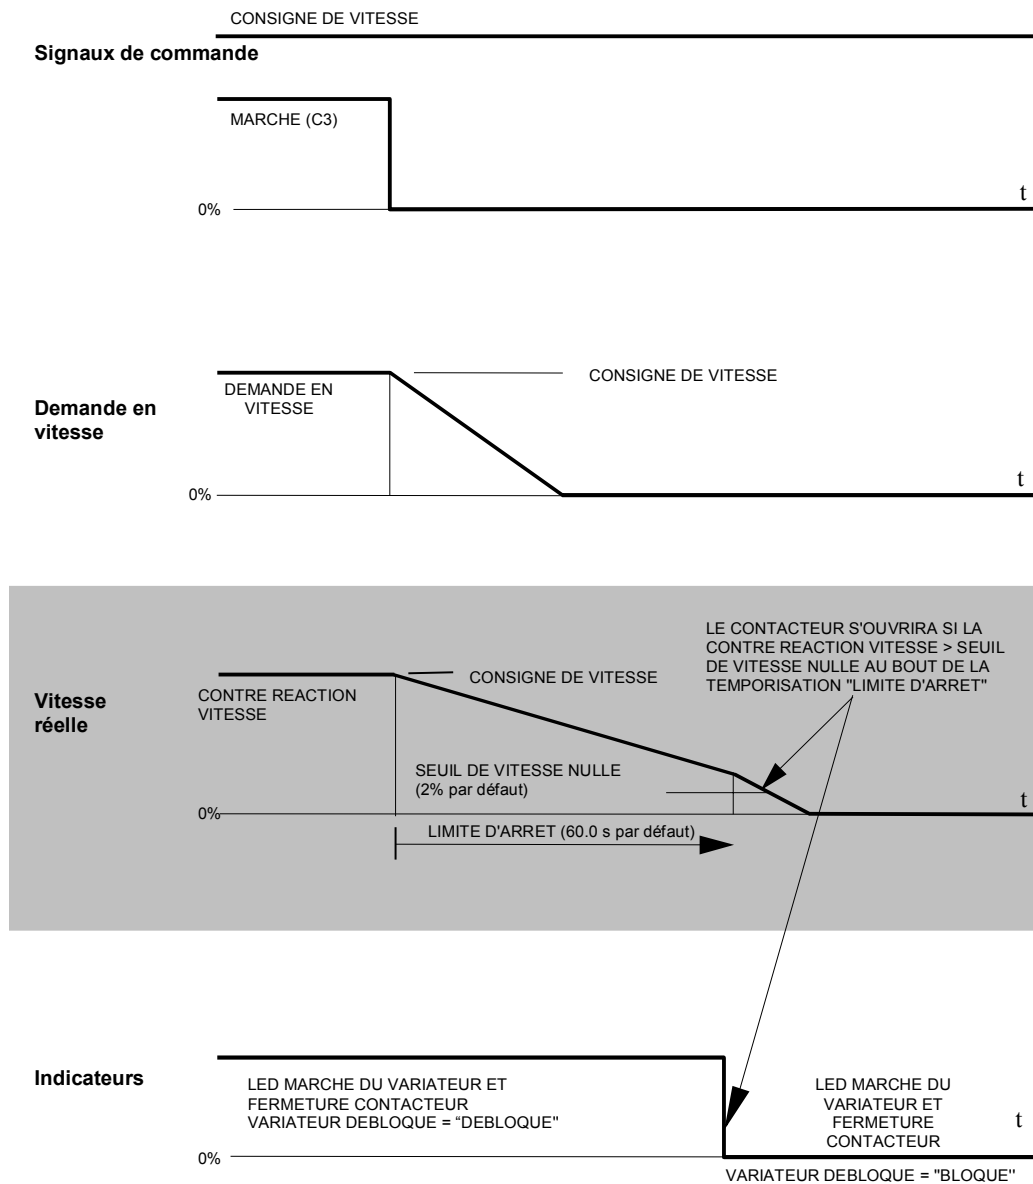 CONSIGNE DE VITESSE
Signaux de commande
MARCHE (C3)
t
0%
CONSIGNE DE VITESSE
DEMANDE EN
VITESSE
Demande en
vitesse
t
0%
LE CONTACTEUR S'OUVRIRA SI LA
CONTRE REACTION VITESSE > SEUIL
DE VITESSE NULLE AU BOUT DE LA
TEMPORISATION "LIMITE D'ARRET"
CONSIGNE DE VITESSE
CONTRE REACTION
VITESSE
Vitesse
réelle
SEUIL DE VITESSE NULLE
(2% par défaut)
t
0%
LIMITE D'ARRET (60.0 s par défaut)
Indicateurs
LED MARCHE DU VARIATEUR ET
FERMETURE CONTACTEUR
VARIATEUR DEBLOQUE = "DEBLOQUE"
LED MARCHE DU
VARIATEUR ET
FERMETURE
CONTACTEUR
t
0%
VARIATEUR DEBLOQUE = "BLOQUE"